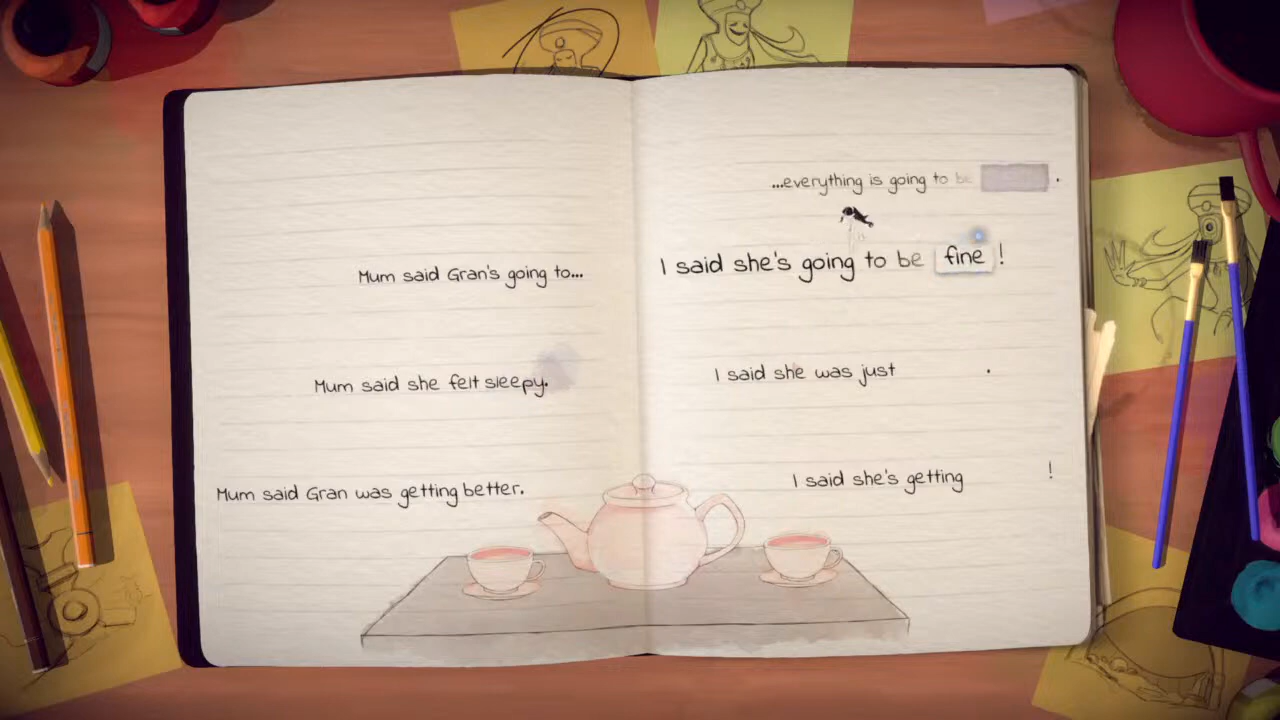 Mum said Gran's going to...
Mum said she felt sleepy.
Mum said Gran was getting better.
...everything is going to be .
I said she's going to be fine !
I said she was just .
I said she's getting !